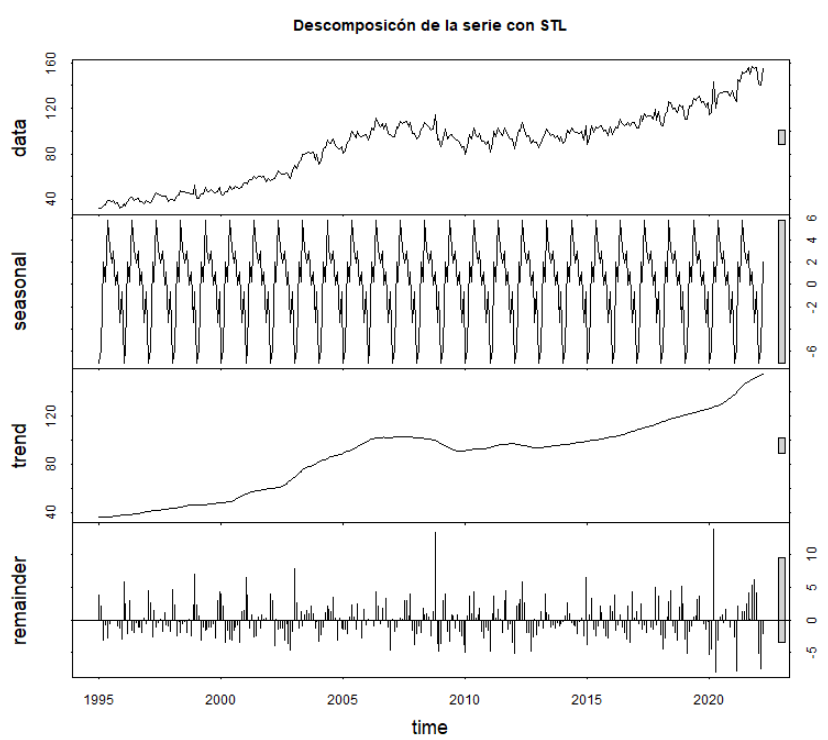 Descomposicón de la serie con STL
data
40 80 120 160
seasonal
-6 -2 0 2 4 6
trend
40 80 120
remainder
-5 0 5 10
1995 2000 2005 2010 2015 2020
time